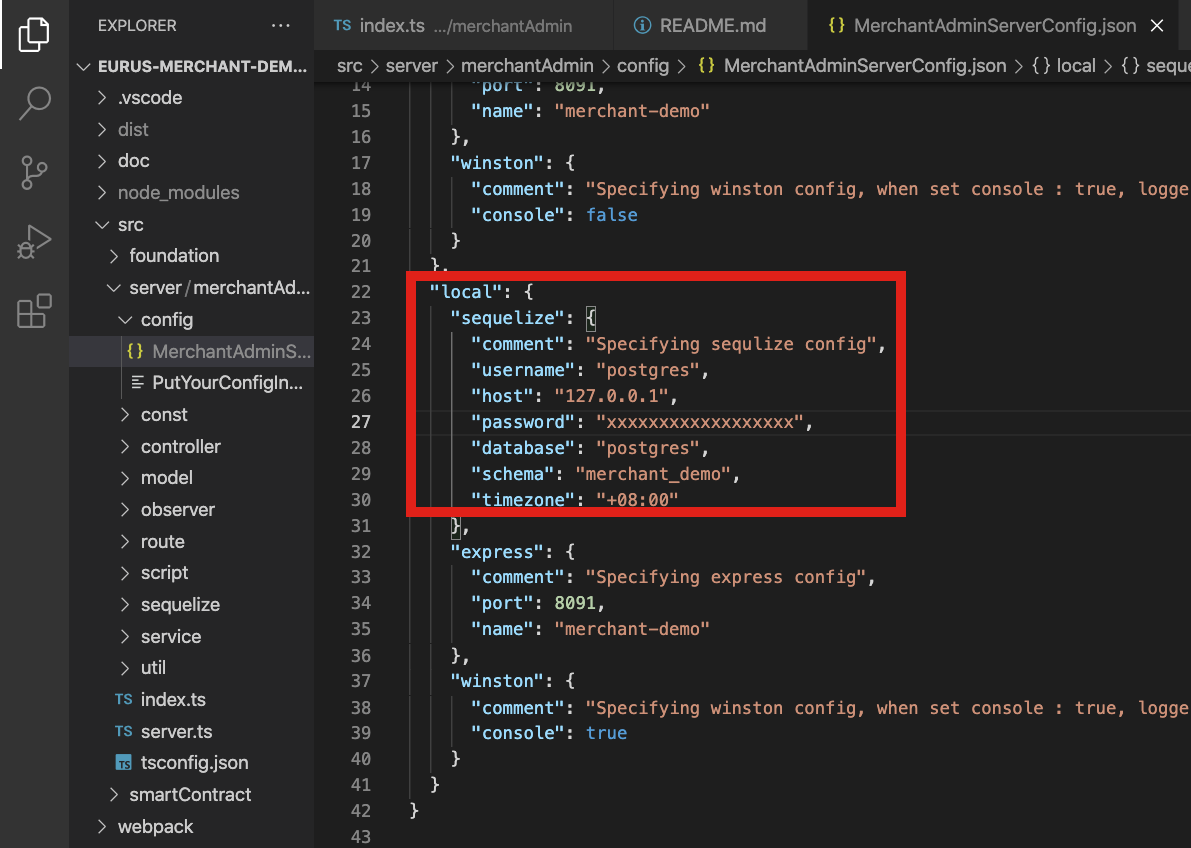 EXPLORER
EURUS-MERCHANT-DEM...
.vscode
dist
doc
node_modules
src
foundation
server/merchantAd...
config
{} MerchantAdminS...
PutYourConfigIn...
const
controller
model
observer
route
script
sequelize
service
util
TS index.ts
TS server.ts
TS tsconfig.json
smartContract
webpack
TS index.ts .../merchantAdmin
README.md
{} MerchantAdminServerConfig.json
src > server > merchantAdmin > config > {} MerchantAdminServerConfig.json > {} local > {} seque
14 "port": 8091,
15 "name": "merchant-demo"
16 },
17 "winston": {
18 "comment": "Specifying winston config, when set console : true, logge
19 "console": false
20 }
21 },
22 "local": {
23 "sequelize": {
24 "comment": "Specifying sequlize config",
25 "username": "postgres",
26 "host": "127.0.0.1",
27 "password": "xxxxxxxxxxxxxxxxxx",
28 "database": "postgres",
29 "schema": "merchant_demo",
30 "timezone": "+08:00"
31 },
32 "express": {
33 "comment": "Specifying express config",
34 "port": 8091,
35 "name": "merchant-demo"
36 },
37 "winston": {
38 "comment": "Specifying winston config, when set console : true, logge
39 "console": true
40 }
41 }
42 }
43